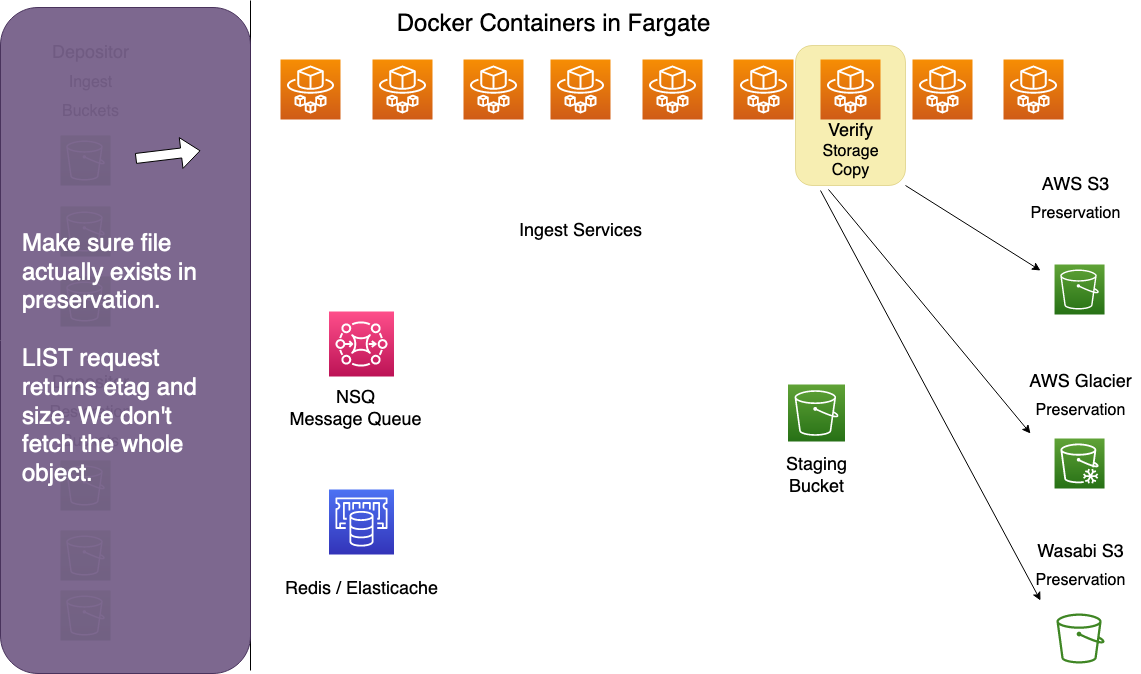 Docker Containers in Fargate
Depositor
Ingest
Buckets
Make sure file
actually exists in
preservation.
LIST request
returns etag and
size. We don't
fetch the whole
object.
Verify
Storage
Copy
Ingest Services
NSQ
Message Queue
Redis / Elasticache
Staging
Bucket
AWS S3
Preservation
AWS Glacier
Preservation
Wasabi S3
Preservation